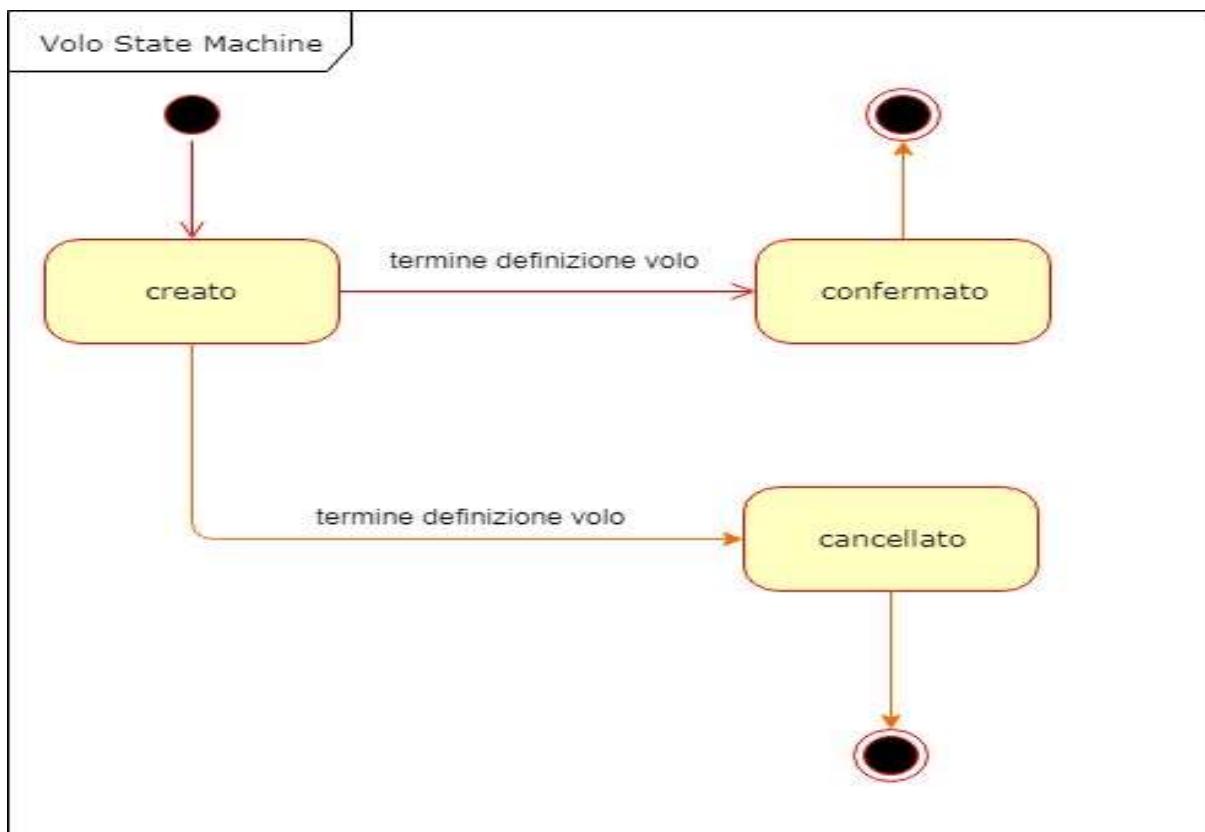 Volo State Machine
termine definizione volo
creato
confermato
termine definizione volo
cancellato